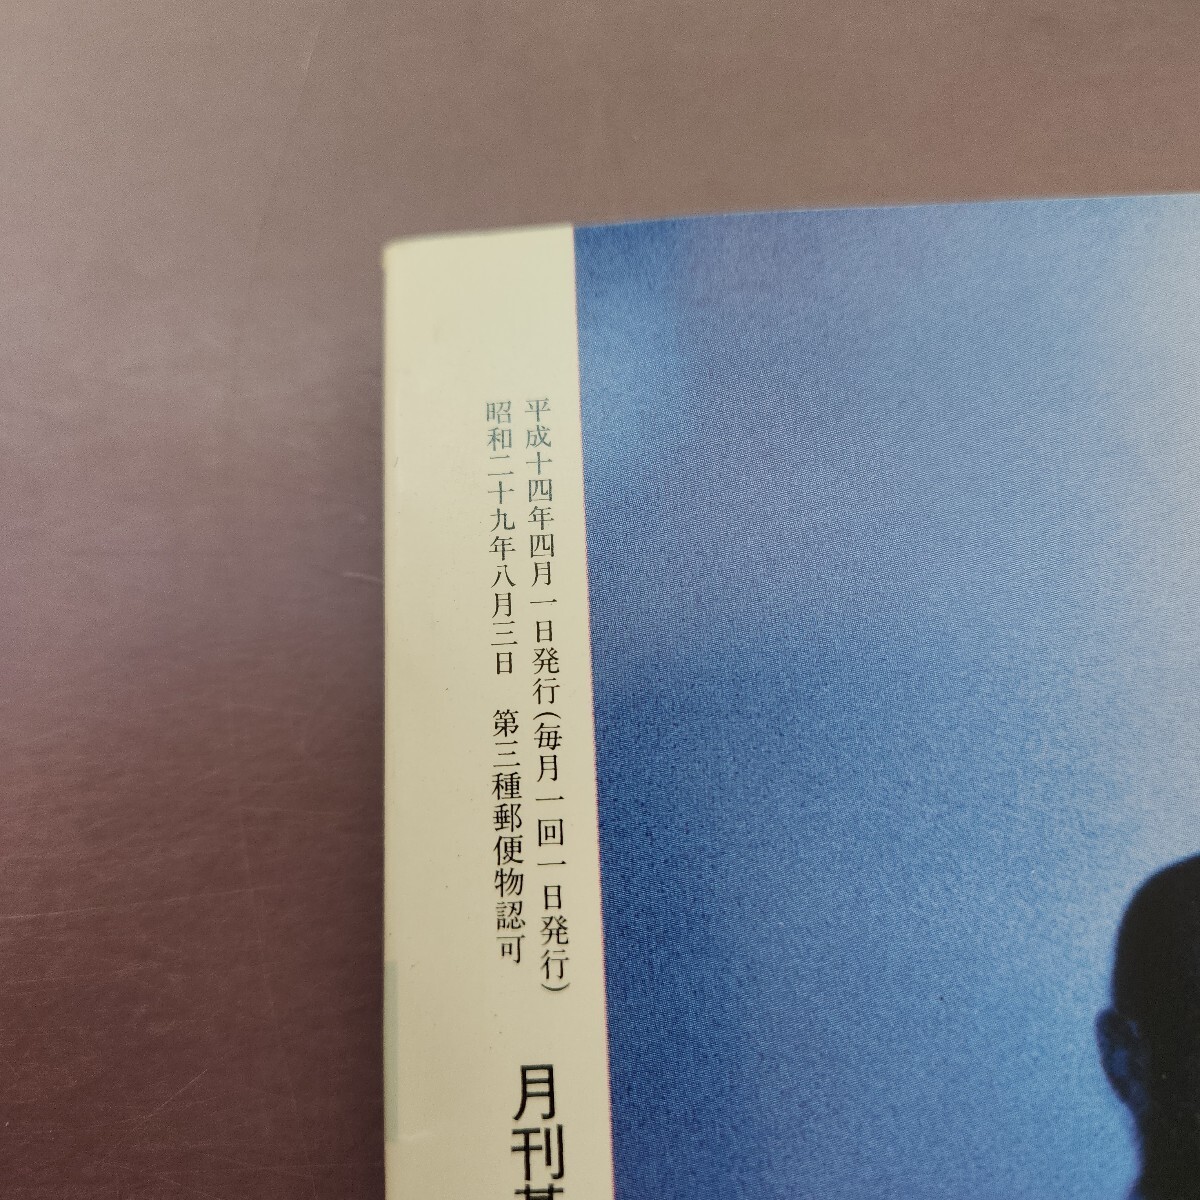 平成十四年四月一日発行(毎月一回一日発行)
昭和二十九年八月三日　第三種郵便物認可
月刊